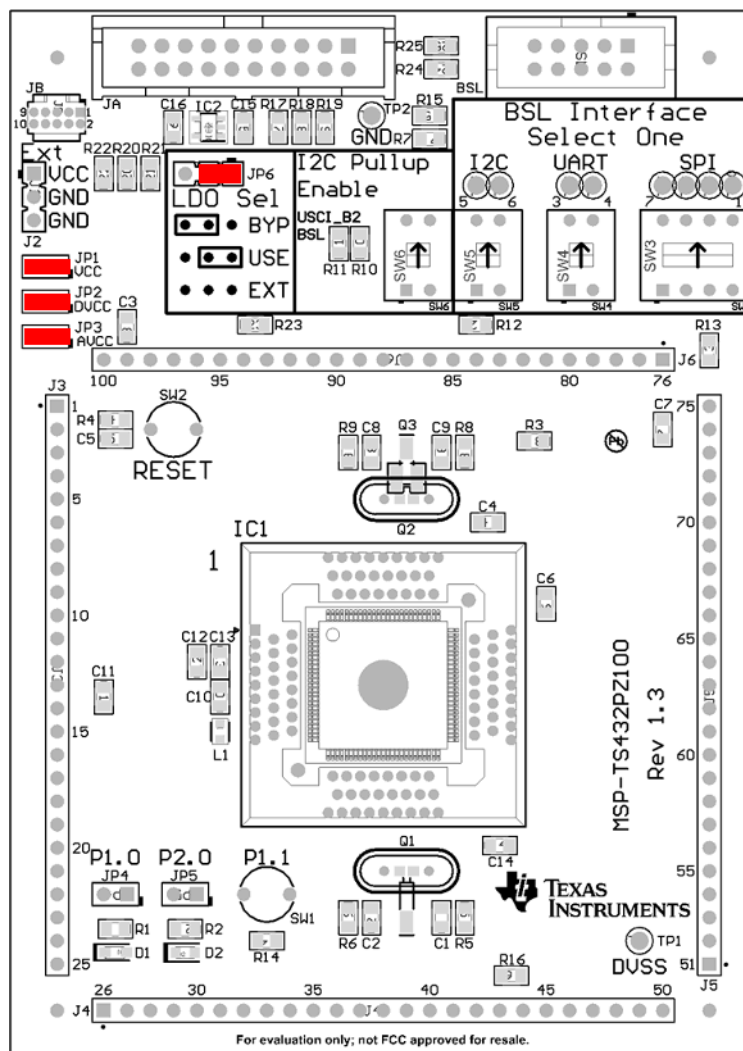 R25
R24
BSL
JB
JA
9
10
1
2
C16
IC2
C15
R17
R18
R19
TP2
GND
R15
R7
BSL Interface
Select One
I2C
UART
SPI
5
6
3
4
7
1
Ext
VCC
GND
GND
J2
R22
R20
R21
JP6
LDO Sel
BYP
USE
EXT
I2C Pullup
Enable
USCI_B2
BSL
R11
R10
SW6
SW6
SW5
SW5
SW4
SW4
SW3
JP1
VCC
JP2
DVCC
JP3
AVCC
C3
R23
R12
R13
J6
100
95
90
85
80
76
J3
1
5
10
15
20
25
R4
C5
SW2
RESET
R9
C8
Q3
C9
R8
R3
Pb
C7
75
70
65
60
55
51
J5
Q2
C4
IC1
1
C6
C12
C13
C10
C11
L1
MSP-TS432PZ100
Rev 1.3
C14
Q1
P1.0
P2.0
P1.1
JP4
JP5
SW1
R1
R2
D1
D2
R14
R6
C2
C1
R5
TEXAS
INSTRUMENTS
TP1
DVSS
R16
J4
26
30
35
40
45
50
For evaluation only; not FCC approved for resale.